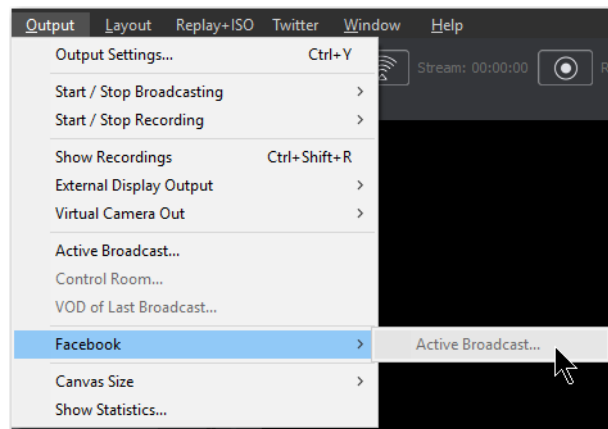 Output Layout Replay+ISO Twitter Window Help
Output Settings... Ctrl+Y
Stream: 00:00:00
Start / Stop Broadcasting
Start / Stop Recording
Show Recordings Ctrl+Shift+R
External Display Output
Virtual Camera Out
Active Broadcast...
Control Room...
VOD of Last Broadcast...
Facebook
Active Broadcast...
Canvas Size
Show Statistics...